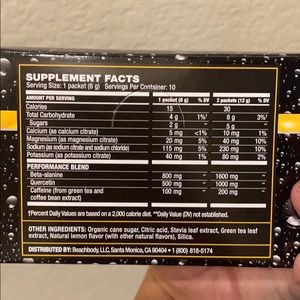 SUPPLEMENT FACTS
Serving Size: 1 packet (6 g) Servings Per Container: 10
AMOUNT PER SERVING 1 packet (6 g) % DV 2 packets (12 g) % DV
Calories 15 30
Total Carbohydrate 4 g 1%† 8 g 3%†
Sugars 2 g 5 g
Calcium (as calcium citrate) 5 mg <1% 10 mg 1%
Magnesium (as magnesium citrate) 20 mg 5% 40 mg 10%
Sodium (as sodium citrate and sodium chloride) 115 mg 5% 230 mg 10%
Potassium (as potassium citrate) 40 mg 1% 80 mg 2%
PERFORMANCE BLEND
Beta-alanine 800 mg * 1600 mg *
Quercetin 500 mg * 1000 mg *
Caffeine (from green tea and 100 mg * 200 mg *
coffee bean extract)
†Percent Daily Values are based on a 2,000 calorie diet. **Daily Value (DV) not established.
OTHER INGREDIENTS: Organic cane sugar, Citric acid, Stevia leaf extract, Green tea leaf
extract, Natural lemon flavor (with other natural flavors), Silica.
DISTRIBUTED BY: Beachbody, LLC, Santa Monica, CA 90404 • 1 (800) 818-5174